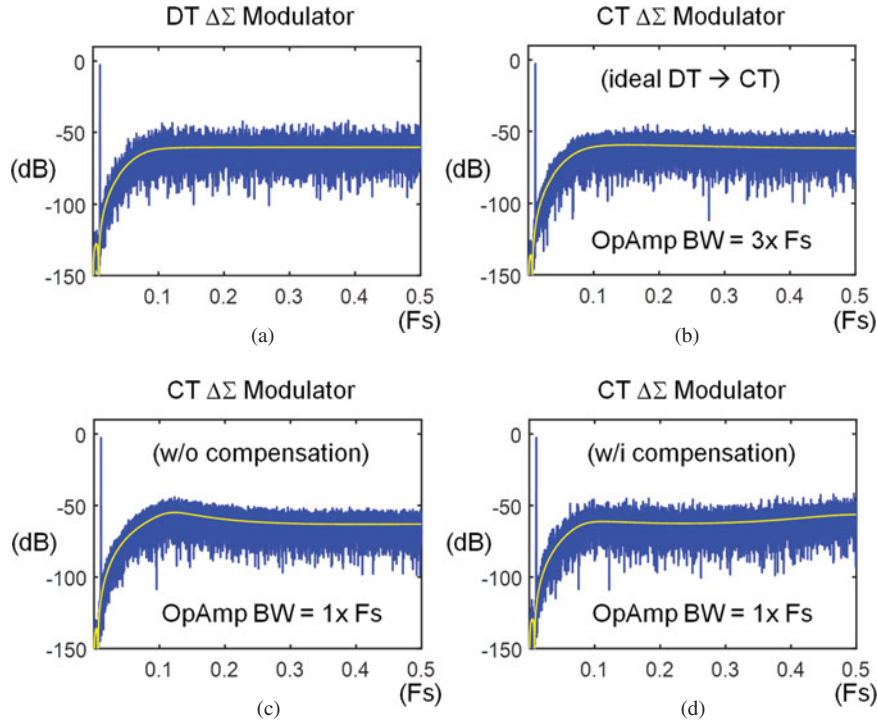 DT ΔΣ Modulator
0
-50
(dB)
-100
-150
0.1 0.2 0.3 0.4 0.5
(Fs)
(a)
CT ΔΣ Modulator
0
(ideal DT → CT)
-50
(dB)
-100
OpAmp BW = 3x Fs
-150
0.1 0.2 0.3 0.4 0.5
(Fs)
(b)
CT ΔΣ Modulator
0
(w/o compensation)
-50
(dB)
-100
OpAmp BW = 1x Fs
-150
0.1 0.2 0.3 0.4 0.5
(Fs)
(c)
CT ΔΣ Modulator
0
(w/i compensation)
-50
(dB)
-100
OpAmp BW = 1x Fs
-150
0.1 0.2 0.3 0.4 0.5
(Fs)
(d)